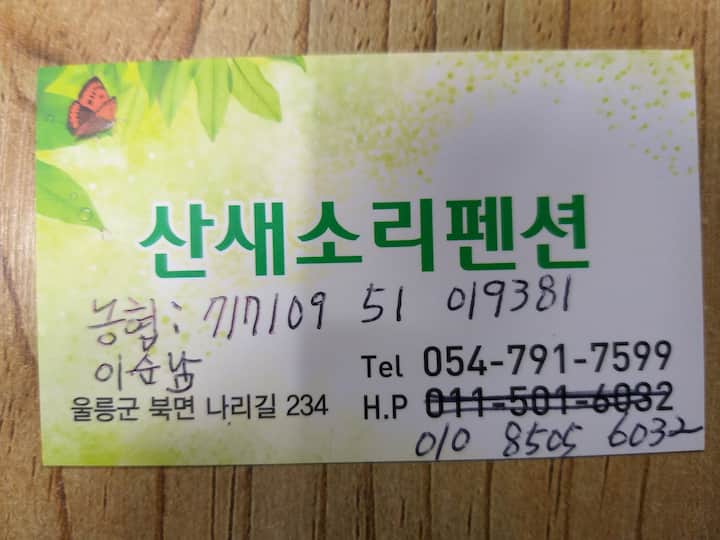 산새소리펜션
농협: 717109 51 019381
이순남
Tel 054-791-7599
울릉군 북면 나리길 234
H.P 011-501-6032
010 8505 6032